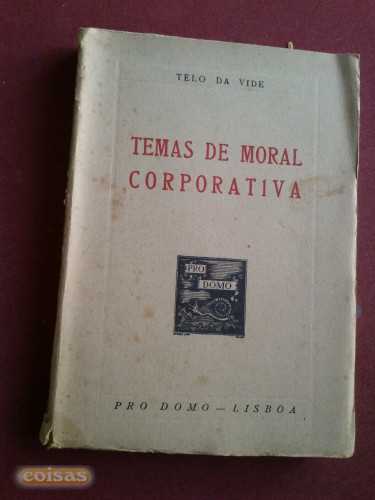 TELO DA VIDE
TEMAS DE MORAL
CORPORATIVA
PRO
DOMO
PRO DOMO — LISBOA
coisas